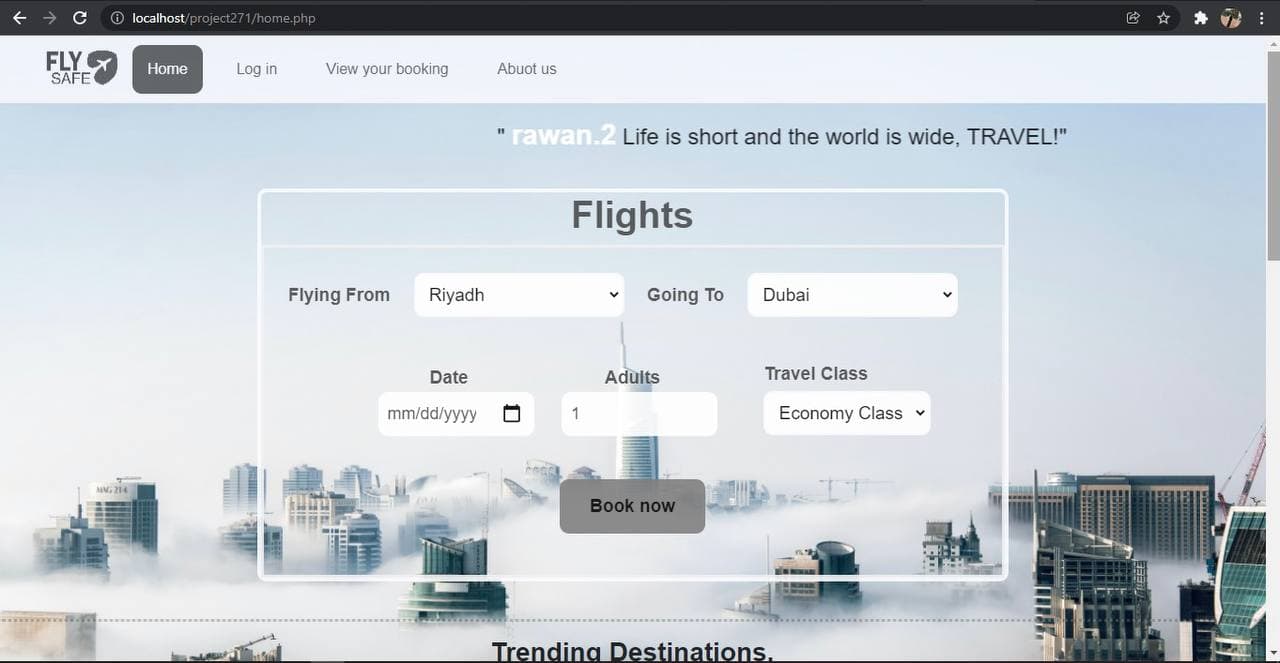 localhost/project271/home.php
FLY
SAFE
Home
Log in
View your booking
Abuot us
" rawan.2 Life is short and the world is wide, TRAVEL!"
Flights
Flying From
Riyadh
Going To
Dubai
Date
Adults
Travel Class
mm/dd/yyyy
1
Economy Class
Book now
Trending Destinations.